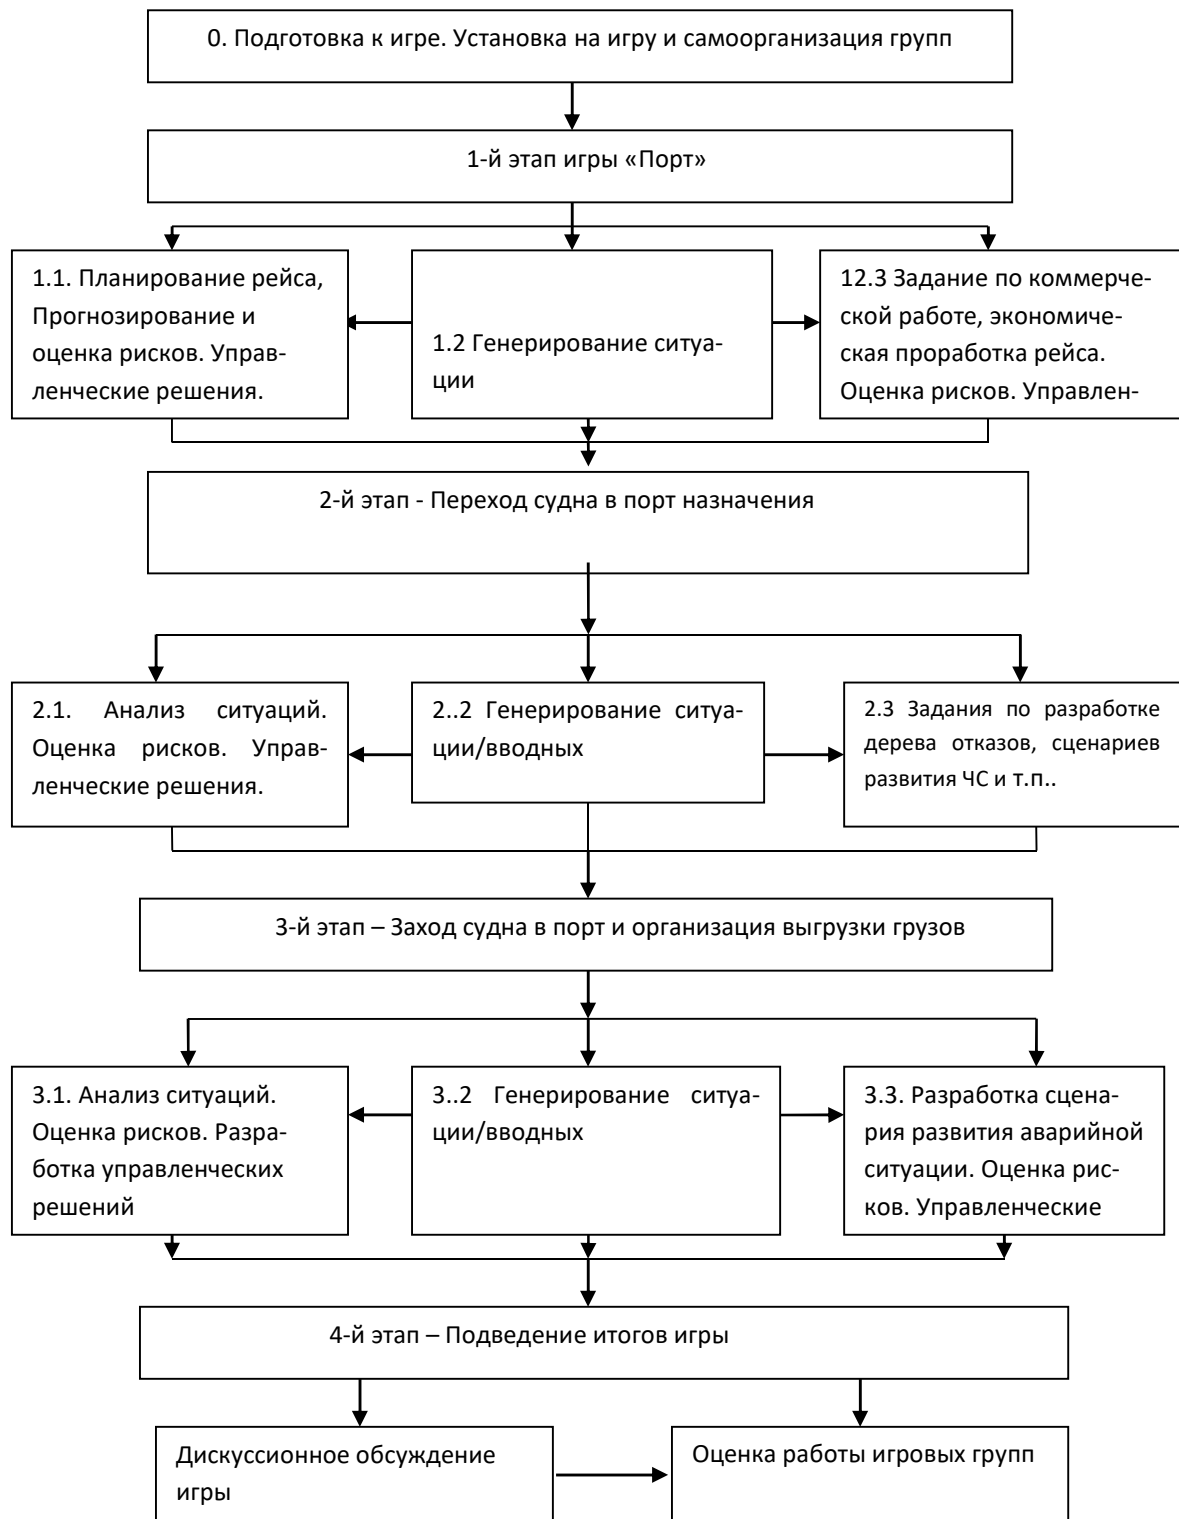 0. Подготовка к игре. Установка на игру и самоорганизация групп
1-й этап игры «Порт»
1.1. Планирование рейса,
Прогнозирование и
оценка рисков. Управ-
ленческие решения.
1.2 Генерирование ситуа-
ции
12.3 Задание по коммерче-
ской работе, экономиче-
ская проработка рейса.
Оценка рисков. Управлен-
2-й этап - Переход судна в порт назначения
2.1. Анализ ситуаций.
Оценка рисков. Управ-
ленческие решения.
2..2 Генерирование ситуа-
ции/вводных
2.3 Задания по разработке
дерева отказов, сценариев
развития ЧС и т.п..
3-й этап – Заход судна в порт и организация выгрузки грузов
3.1. Анализ ситуаций.
Оценка рисков. Разра-
ботка управленческих
решений
3..2 Генерирование ситуа-
ции/вводных
3.3. Разработка сцена-
рия развития аварийной
ситуации. Оценка рис-
ков. Управленческие
4-й этап – Подведение итогов игры
Дискуссионное обсуждение
игры
Оценка работы игровых групп